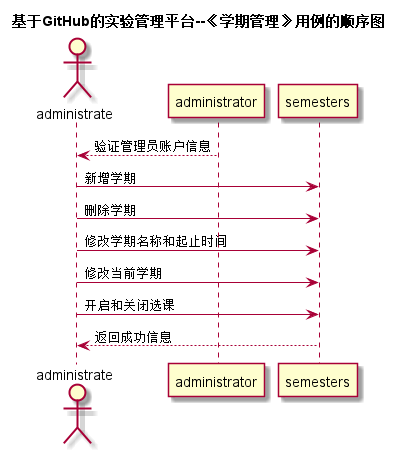 基于GitHub的实验管理平台--《学期管理》用例的顺序图
administrate
administrator
semesters
验证管理员账户信息
新增学期
删除学期
修改学期名称和起止时间
修改当前学期
开启和关闭选课
返回成功信息
administrate
administrator
semesters